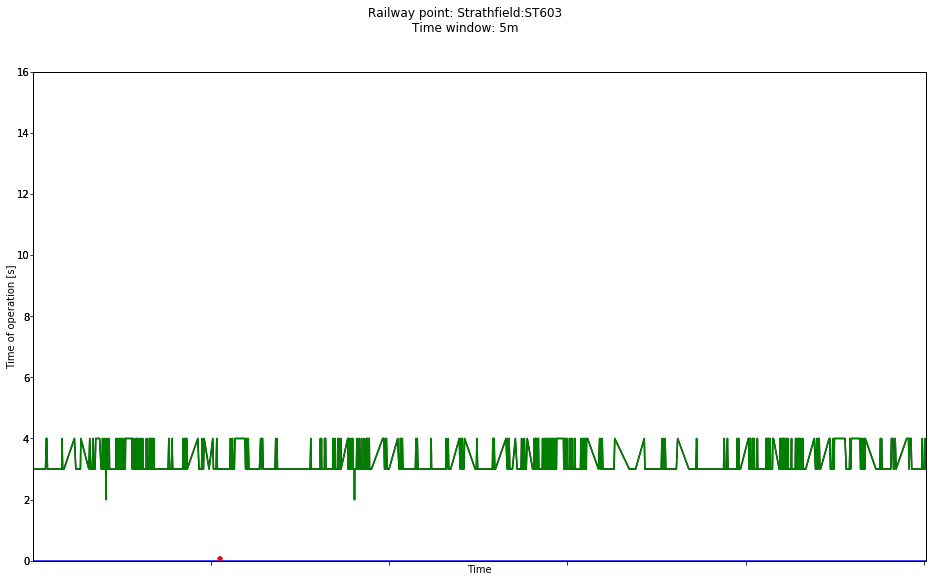 Railway point: Strathfield:ST603
Time window: 5m
16
14
12
10
8
6
4
2
0
Time of operation [s]
Time